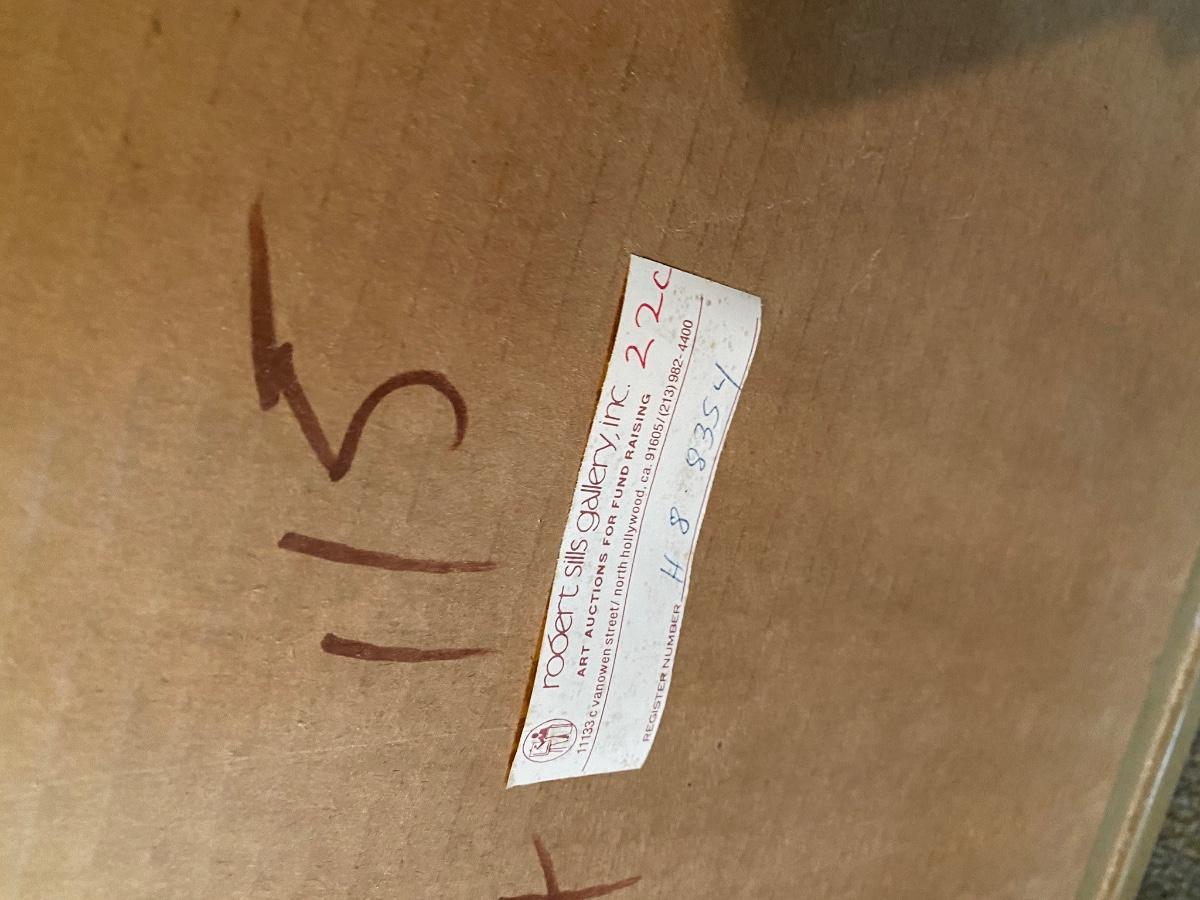 115
robert sills gallery, inc. 22C
ART AUCTIONS FOR FUND RAISING
11133 c vanowen street / north hollywood, ca. 91605 / (213) 982-4400
REGISTER NUMBER H 8 8354